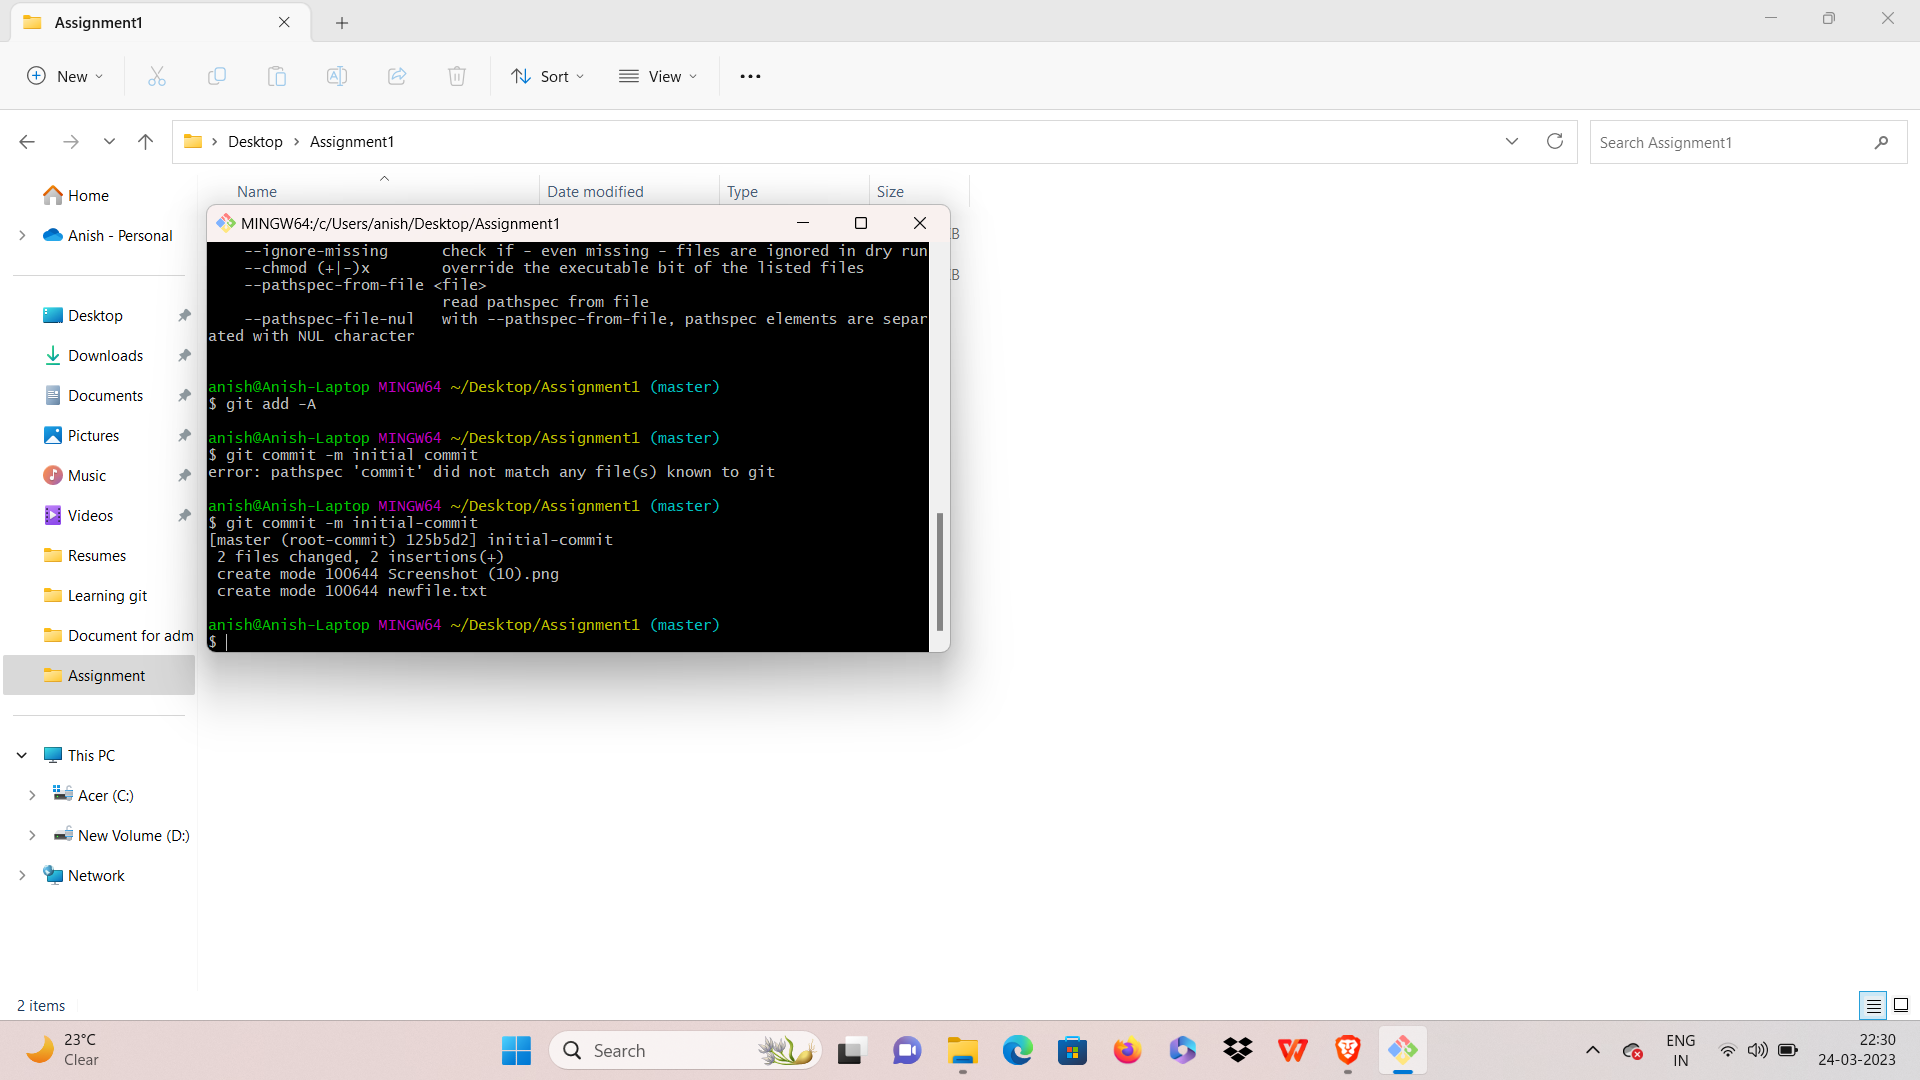 Assignment1
New
Sort
View
Desktop
Assignment1
Search Assignment1
Name
Date modified
Type
Size
Home
Anish - Personal
Desktop
Downloads
Documents
Pictures
Music
Videos
Resumes
Learning git
Document for adm
Assignment
This PC
Acer (C:)
New Volume (D:)
Network
MINGW64:/c/Users/anish/Desktop/Assignment1
--ignore-missing      check if - even missing - files are ignored in dry run
--chmod (+|-)x        override the executable bit of the listed files
--pathspec-from-file <file>
read pathspec from file
--pathspec-file-nul   with --pathspec-from-file, pathspec elements are separ
ated with NUL character
anish@Anish-Laptop MINGW64 ~/Desktop/Assignment1 (master)
$ git add -A
anish@Anish-Laptop MINGW64 ~/Desktop/Assignment1 (master)
$ git commit -m initial commit
error: pathspec 'commit' did not match any file(s) known to git
anish@Anish-Laptop MINGW64 ~/Desktop/Assignment1 (master)
$ git commit -m initial-commit
[master (root-commit) 125b5d2] initial-commit
2 files changed, 2 insertions(+)
create mode 100644 Screenshot (10).png
create mode 100644 newfile.txt
anish@Anish-Laptop MINGW64 ~/Desktop/Assignment1 (master)
$
2 items
23°C
Clear
Search
ENG
IN
22:30
24-03-2023